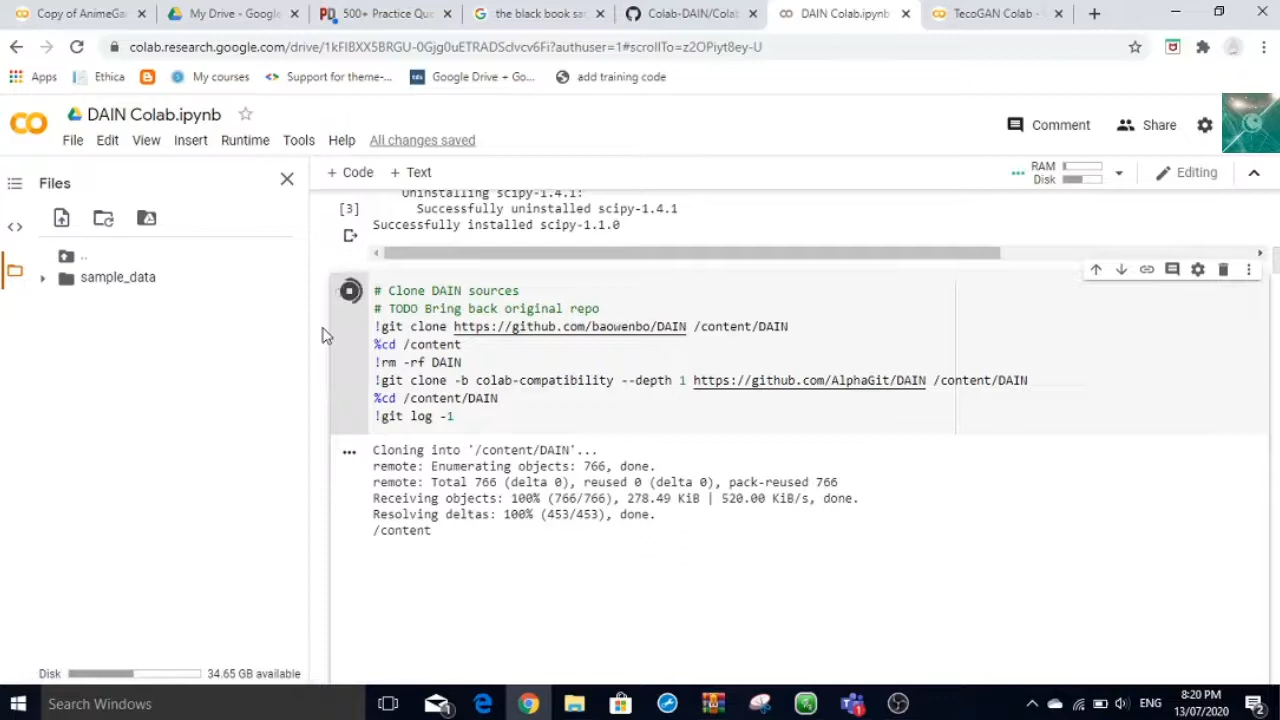 Copy of AnimeGa
My Drive - Google
500+ Practice Que
the black book sa
Colab-DAIN/Colab
DAIN Colab.ipynb
TecoGAN Colab -
colab.research.google.com/drive/1kFIBXX5BRGU-0Gjg0uETRADSclvcv6Fi?authuser=1#scrollTo=z2OPiyt8ey-U
Apps
Ethica
My courses
Support for theme-...
Google Drive + Go...
add training code
DAIN Colab.ipynb
File Edit View Insert Runtime Tools Help All changes saved
Comment
Share
Files
+ Code + Text
RAM
Disk
Editing
..
sample_data
Uninstalling scipy-1.4.1:
[3] Successfully uninstalled scipy-1.4.1
Successfully installed scipy-1.1.0
# Clone DAIN sources
# TODO Bring back original repo
!git clone https://github.com/baowenbo/DAIN /content/DAIN
%cd /content
!rm -rf DAIN
!git clone -b colab-compatibility --depth 1 https://github.com/AlphaGit/DAIN /content/DAIN
%cd /content/DAIN
!git log -1
Cloning into '/content/DAIN'...
remote: Enumerating objects: 766, done.
remote: Total 766 (delta 0), reused 0 (delta 0), pack-reused 766
Receiving objects: 100% (766/766), 278.49 KiB | 520.00 KiB/s, done.
Resolving deltas: 100% (453/453), done.
/content
Disk 34.65 GB available
Search Windows
ENG
8:20 PM
13/07/2020